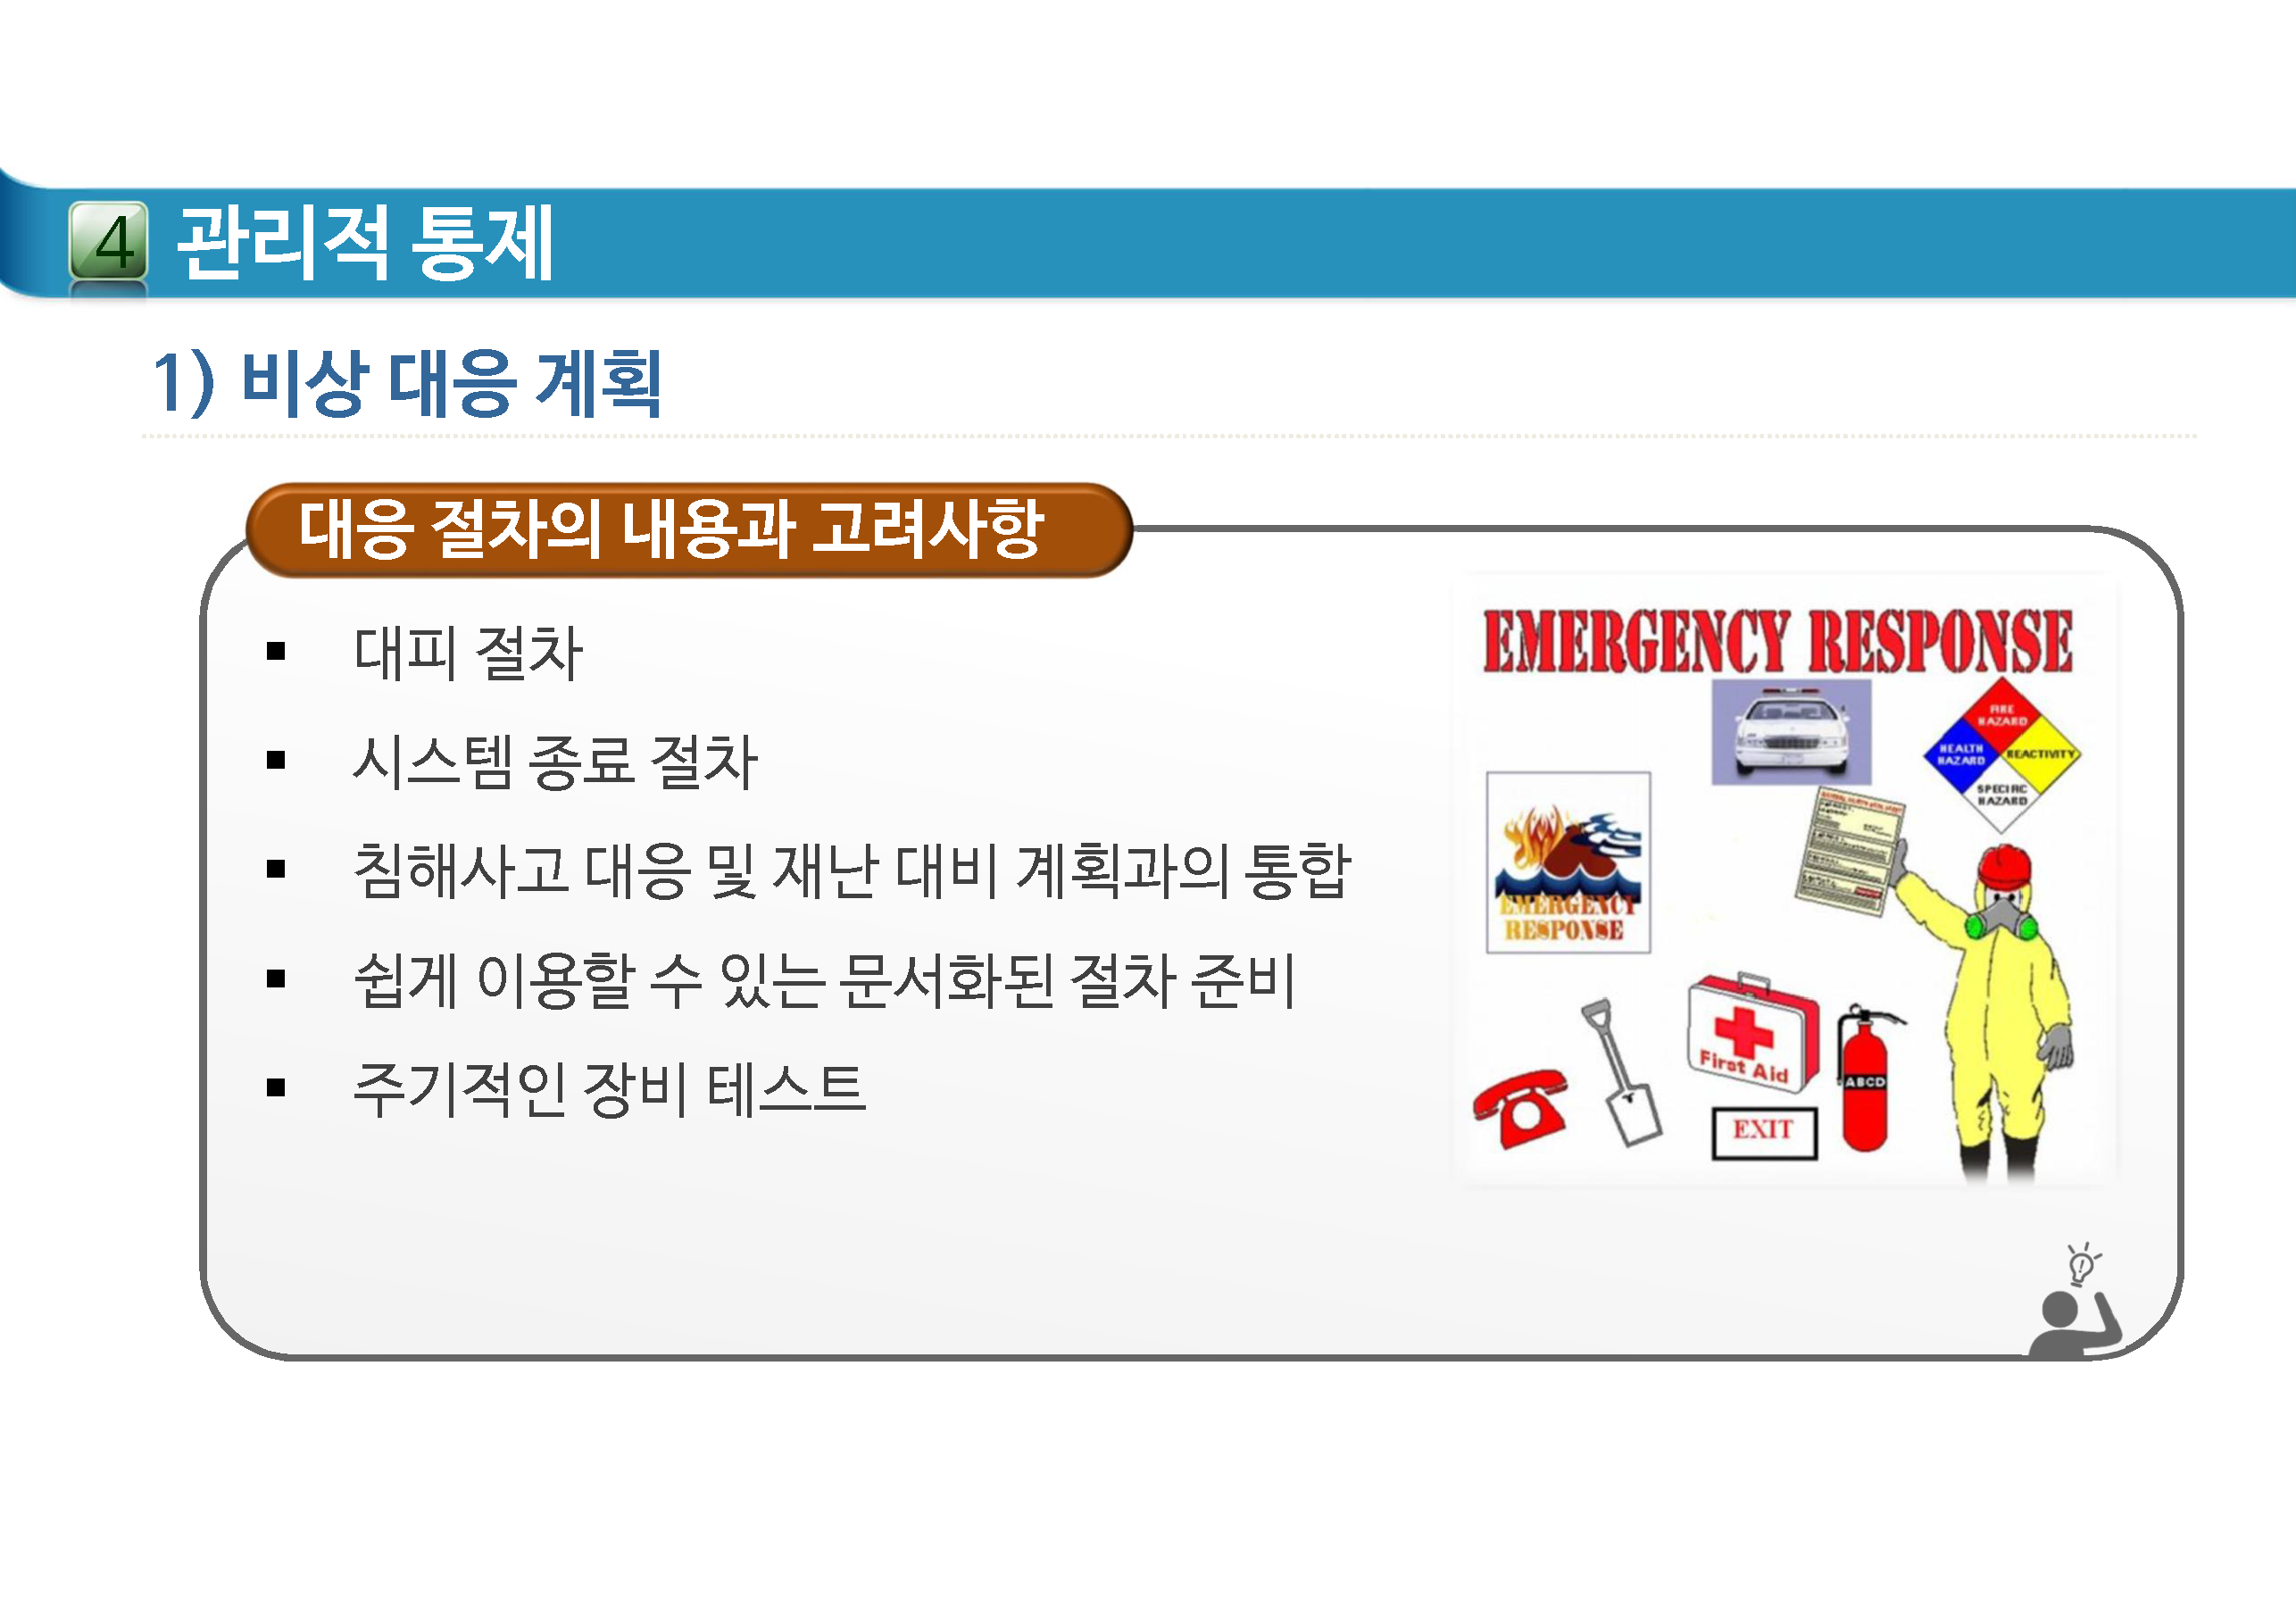 4 관리적 통제
1) 비상 대응 계획
대응 절차의 내용과 고려사항
▪ 대피 절차
▪ 시스템 종료 절차
▪ 침해사고 대응 및 재난 대비 계획과의 통합
▪ 쉽게 이용할 수 있는 문서화된 절차 준비
▪ 주기적인 장비 테스트
EMERGENCY RESPONSE
FIRE
HAZARD
HEALTH
HAZARD
REACTIVITY
SPECIFIC
HAZARD
EMERGENCY
RESPONSE
First Aid
ABCD
EXIT